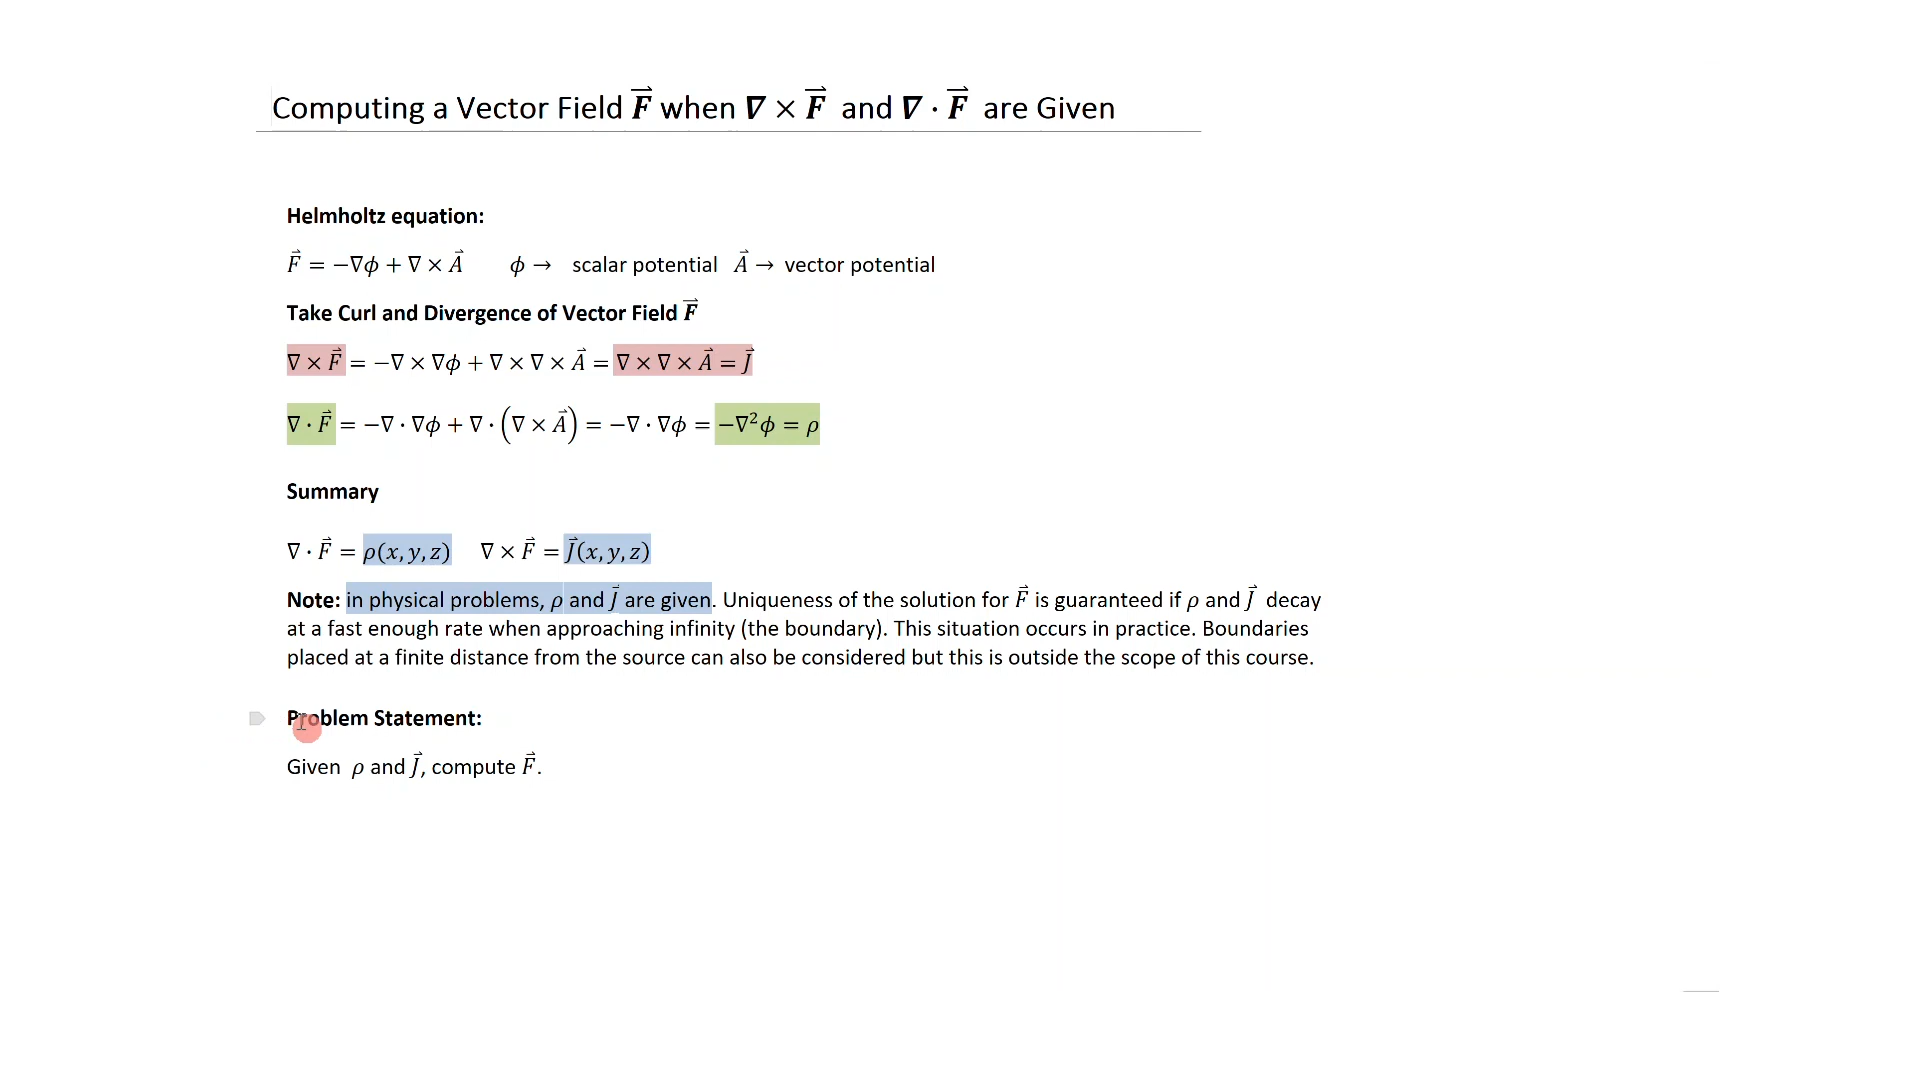 Computing a Vector Field F⃗ when ∇ × F⃗ and ∇ · F⃗ are Given
Helmholtz equation:
F⃗ = −∇ϕ + ∇ × A⃗ ϕ → scalar potential A⃗ → vector potential
Take Curl and Divergence of Vector Field F⃗
∇ × F⃗ = −∇ × ∇ϕ + ∇ × ∇ × A⃗ = ∇ × ∇ × A⃗ = J⃗
∇ · F⃗ = −∇ · ∇ϕ + ∇ · (∇ × A⃗) = −∇ · ∇ϕ = −∇²ϕ = ρ
Summary
∇ · F⃗ = ρ(x, y, z) ∇ × F⃗ = J⃗(x, y, z)
Note: in physical problems, ρ and J⃗ are given. Uniqueness of the solution for F⃗ is guaranteed if ρ and J⃗ decay
at a fast enough rate when approaching infinity (the boundary). This situation occurs in practice. Boundaries
placed at a finite distance from the source can also be considered but this is outside the scope of this course.
Problem Statement:
Given ρ and J⃗, compute F⃗.